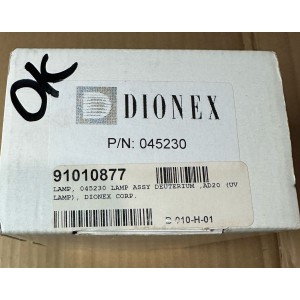 OK
DIONEX
P/N: 045230
91010877
LAMP, 045230 LAMP ASSY DEUTERIUM ,AD20 (UV
LAMP), DIONEX CORP.
B-010-H-01